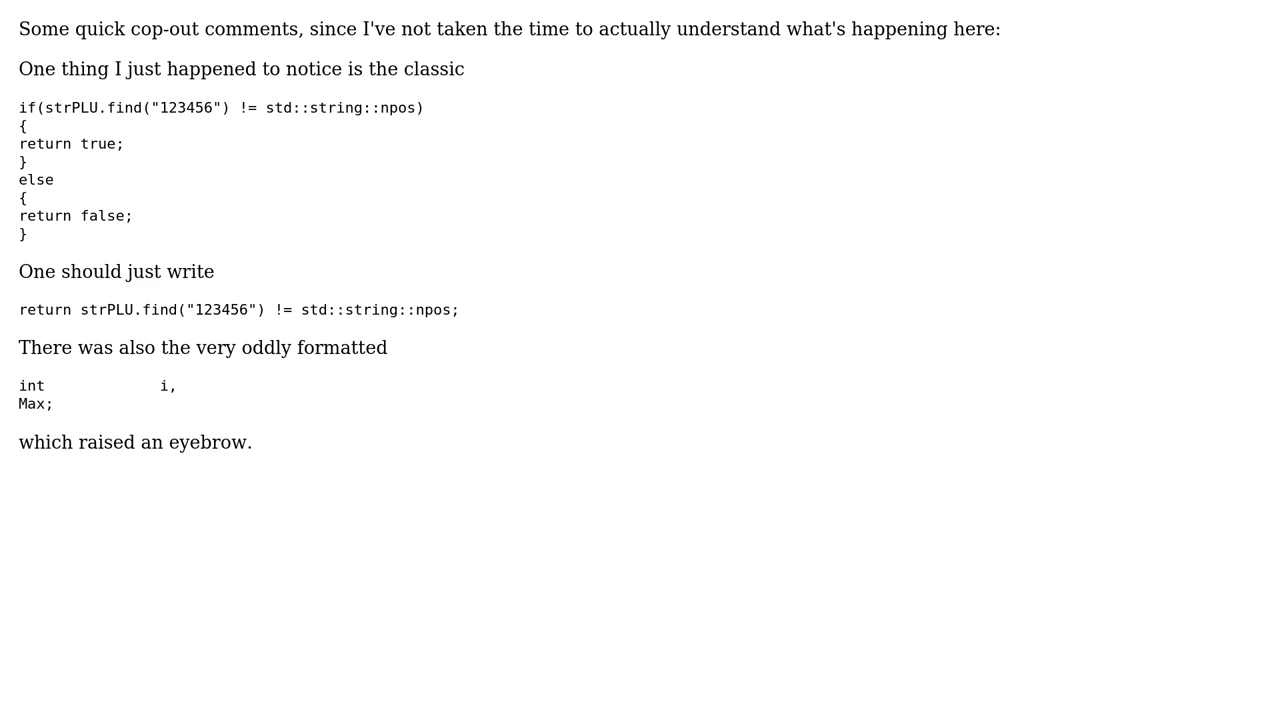 Some quick cop-out comments, since I've not taken the time to actually understand what's happening here:
One thing I just happened to notice is the classic
if(strPLU.find("123456") != std::string::npos)
{
return true;
}
else
{
return false;
}
One should just write
return strPLU.find("123456") != std::string::npos;
There was also the very oddly formatted
int             i,
Max;
which raised an eyebrow.